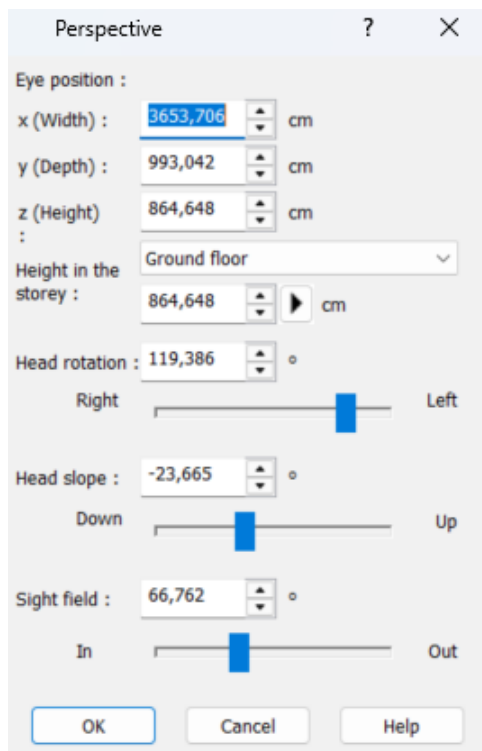 Perspective ? X
Eye position :
x (Width) : 3653,706 cm
y (Depth) : 993,042 cm
z (Height) : 864,648 cm
Ground floor
Height in the storey : 864,648 cm
Head rotation : 119,386 °
Right Left
Head slope : -23,665 °
Down Up
Sight field : 66,762 °
In Out
OK Cancel Help